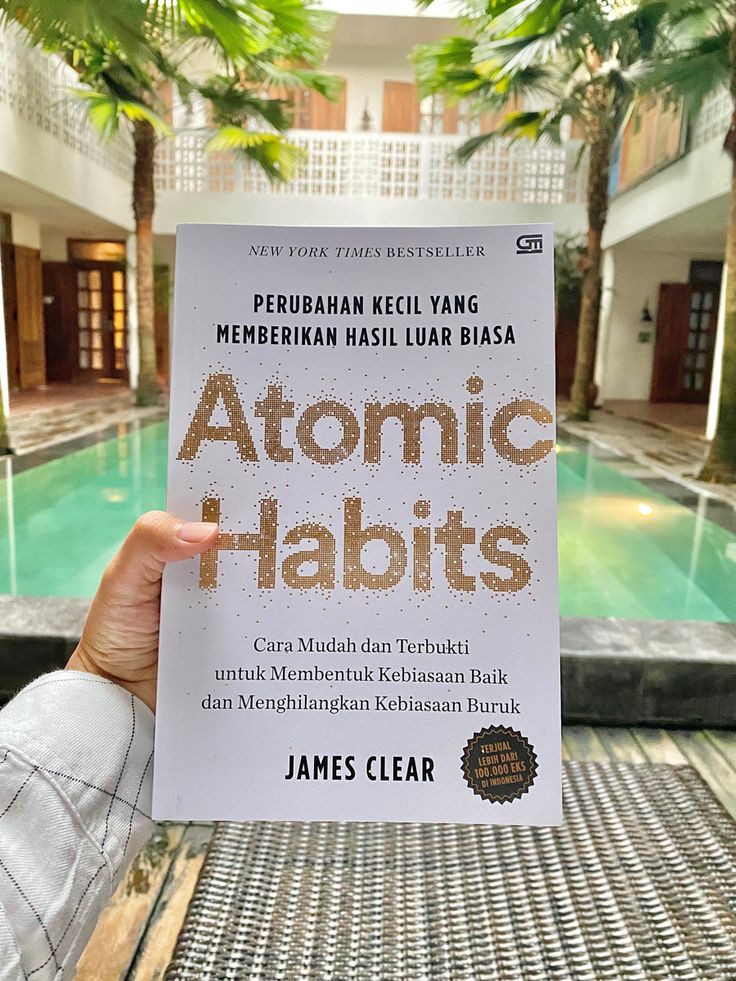 NEW YORK TIMES BESTSELLER
GM
PERUBAHAN KECIL YANG
MEMBERIKAN HASIL LUAR BIASA
Atomic
Habits
Cara Mudah dan Terbukti
untuk Membentuk Kebiasaan Baik
dan Menghilangkan Kebiasaan Buruk
JAMES CLEAR
TERJUAL
LEBIH DARI
100.000 EKS
DI INDONESIA